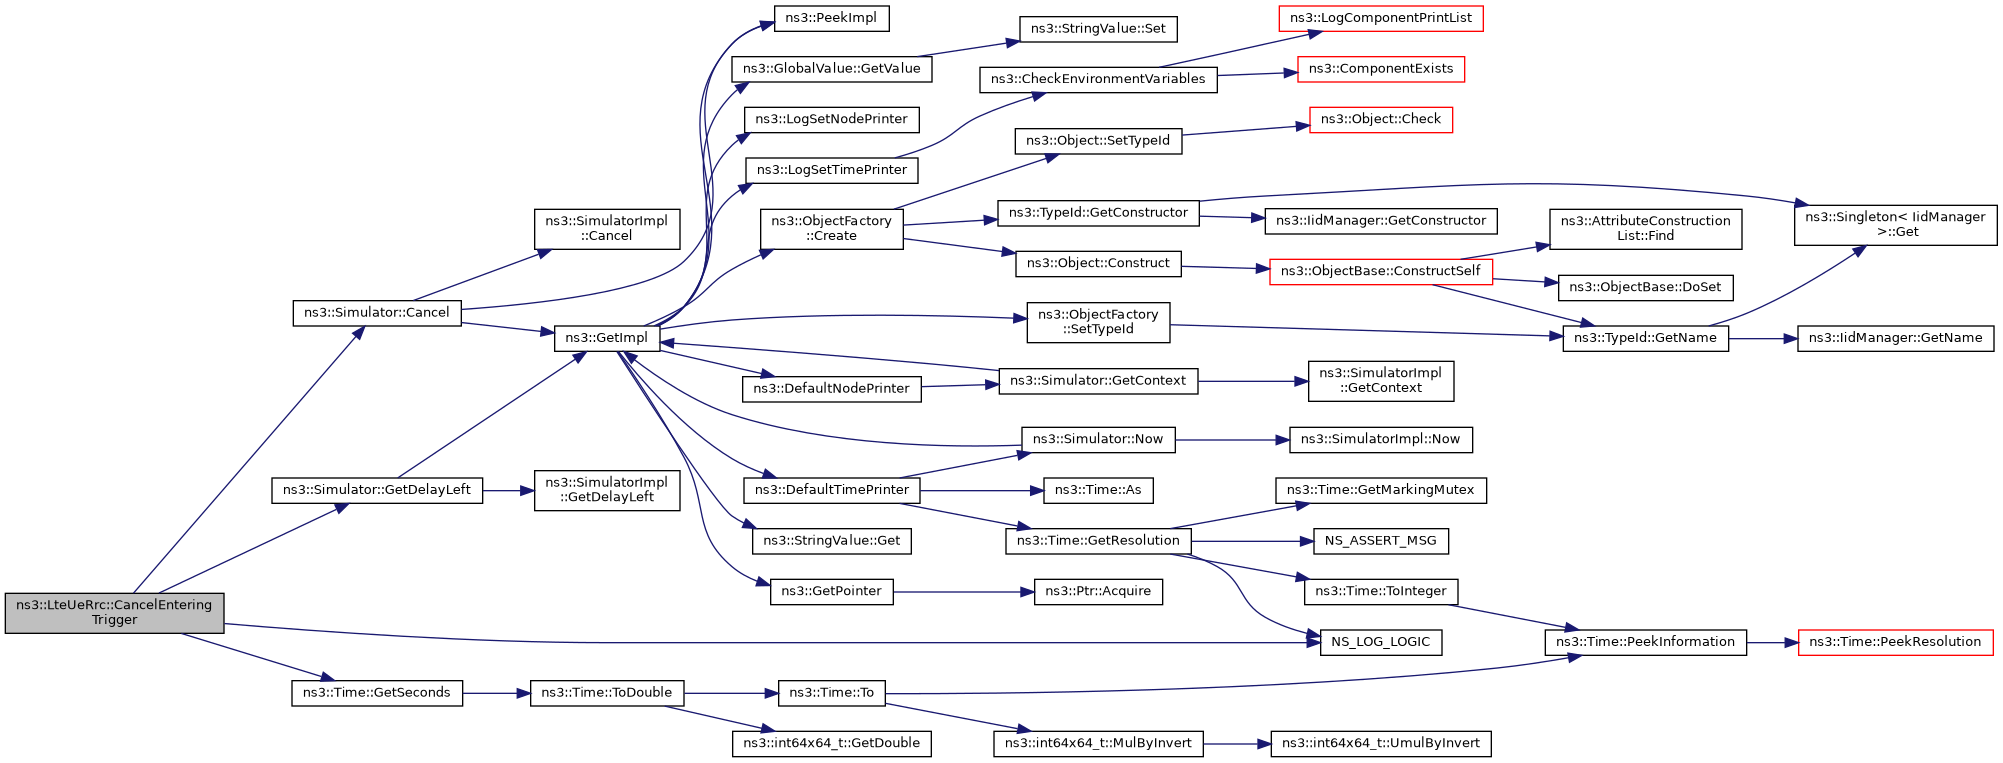 ns3::LteUeRrc::CancelEntering
Trigger
ns3::Simulator::Cancel
ns3::Simulator::GetDelayLeft
ns3::Time::GetSeconds
ns3::SimulatorImpl
::Cancel
ns3::GetImpl
ns3::SimulatorImpl
::GetDelayLeft
ns3::Time::ToDouble
ns3::PeekImpl
ns3::GlobalValue::GetValue
ns3::LogSetNodePrinter
ns3::LogSetTimePrinter
ns3::ObjectFactory
::Create
ns3::DefaultNodePrinter
ns3::DefaultTimePrinter
ns3::StringValue::Get
ns3::GetPointer
ns3::Time::To
ns3::int64x64_t::GetDouble
ns3::StringValue::Set
ns3::CheckEnvironmentVariables
ns3::Object::SetTypeId
ns3::TypeId::GetConstructor
ns3::Object::Construct
ns3::ObjectFactory
::SetTypeId
ns3::Simulator::GetContext
ns3::Simulator::Now
ns3::Time::As
ns3::Time::GetResolution
ns3::Ptr::Acquire
ns3::int64x64_t::MulByInvert
ns3::LogComponentPrintList
ns3::ComponentExists
ns3::Object::Check
ns3::IidManager::GetConstructor
ns3::ObjectBase::ConstructSelf
ns3::SimulatorImpl
::GetContext
ns3::SimulatorImpl::Now
ns3::Time::GetMarkingMutex
NS_ASSERT_MSG
ns3::Time::ToInteger
NS_LOG_LOGIC
ns3::int64x64_t::UmulByInvert
ns3::AttributeConstruction
List::Find
ns3::ObjectBase::DoSet
ns3::TypeId::GetName
ns3::Time::PeekInformation
ns3::Singleton< IidManager
>::Get
ns3::IidManager::GetName
ns3::Time::PeekResolution